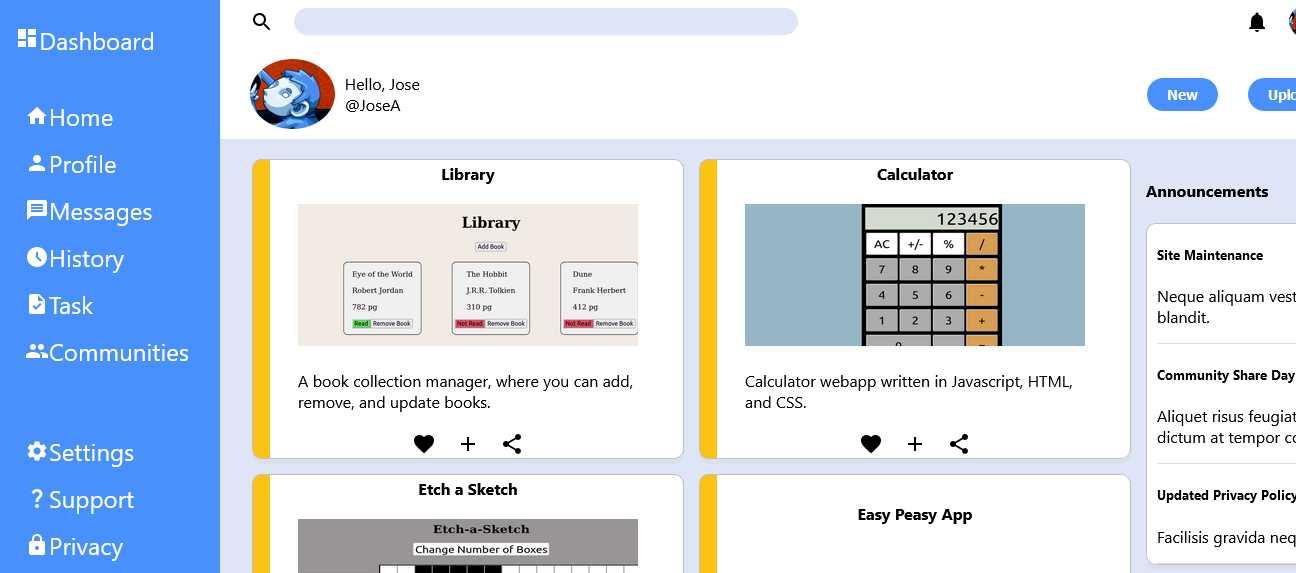 Dashboard
Home
Profile
Messages
History
Task
Communities
Settings
Support
Privacy
Hello, Jose
@JoseA
New
Library
Library
Add Book
Eye of the World
Robert Jordan
782 pg
Read Remove Book
The Hobbit
J.R.R. Tolkien
310 pg
Not Read Remove Book
Dune
Frank Herbert
412 pg
Not Read Remove Book
A book collection manager, where you can add,
remove, and update books.
Calculator
123456
AC +/- % /
7 8 9 *
4 5 6 -
1 2 3 +
Calculator webapp written in Javascript, HTML,
and CSS.
Etch a Sketch
Etch-a-Sketch
Change Number of Boxes
Easy Peasy App
Announcements
Site Maintenance
Neque aliquam vest
blandit.
Community Share Day
Aliquet risus feugiat
dictum at tempor co
Updated Privacy Policy
Facilisis gravida neq